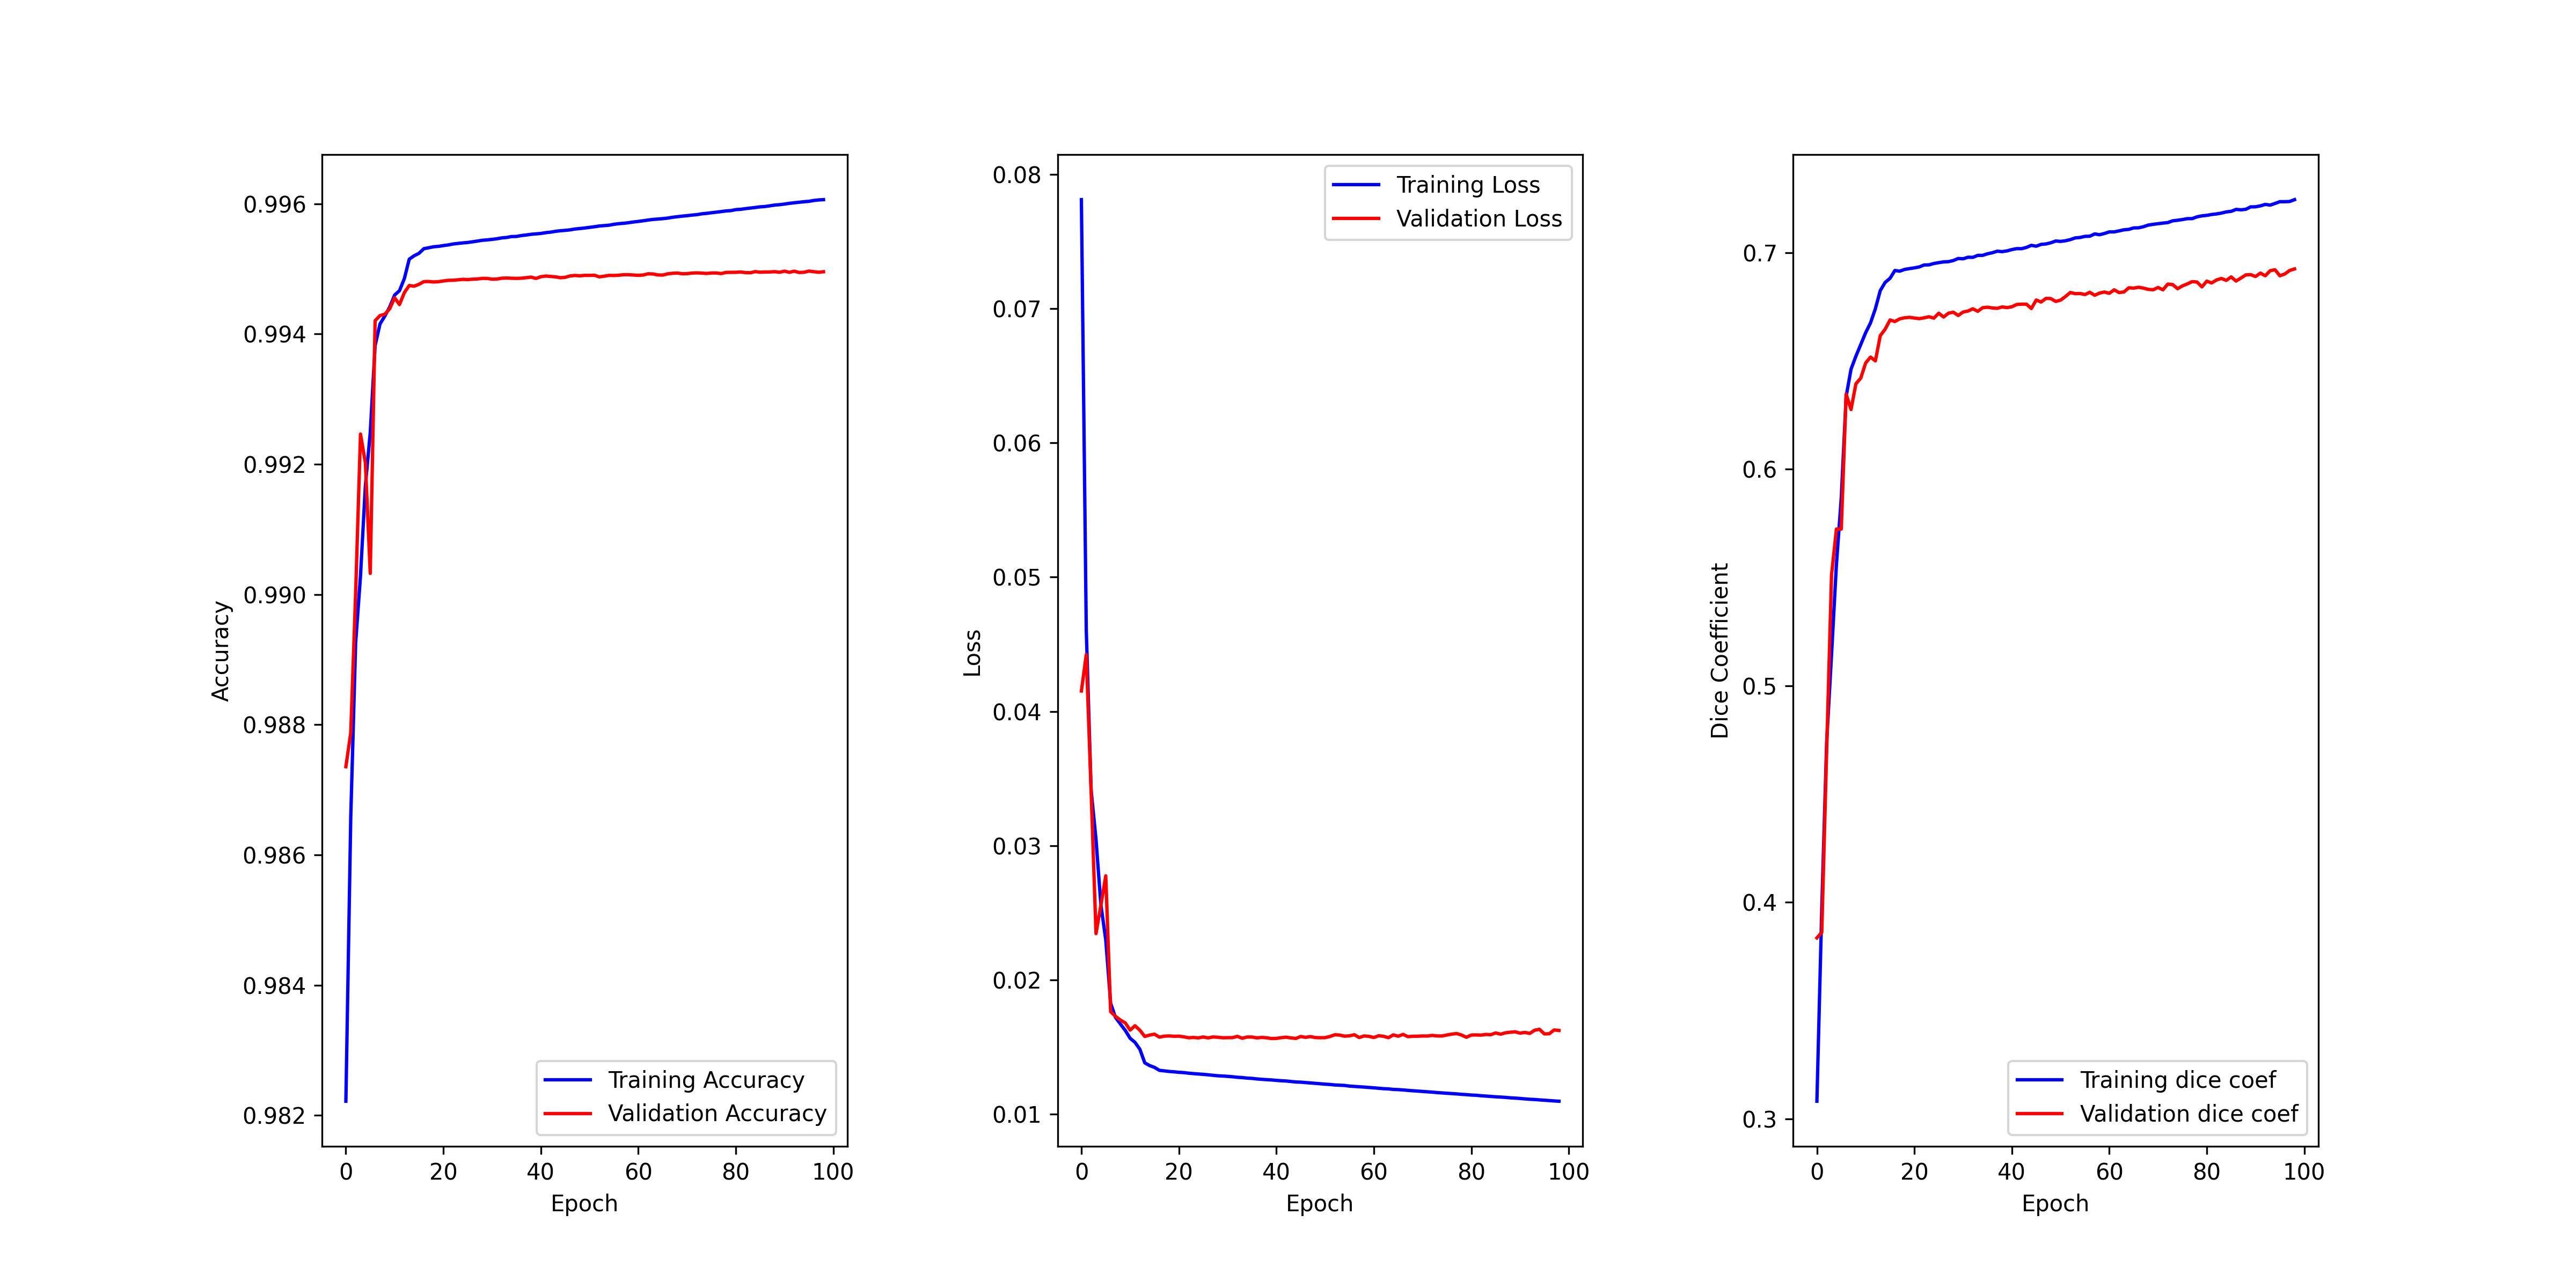 Accuracy
0.996
0.994
0.992
0.990
0.988
0.986
0.984
0.982
0 20 40 60 80 100
Epoch
Training Accuracy
Validation Accuracy
Loss
0.08
0.07
0.06
0.05
0.04
0.03
0.02
0.01
0 20 40 60 80 100
Epoch
Training Loss
Validation Loss
Dice Coefficient
0.7
0.6
0.5
0.4
0.3
0 20 40 60 80 100
Epoch
Training dice coef
Validation dice coef